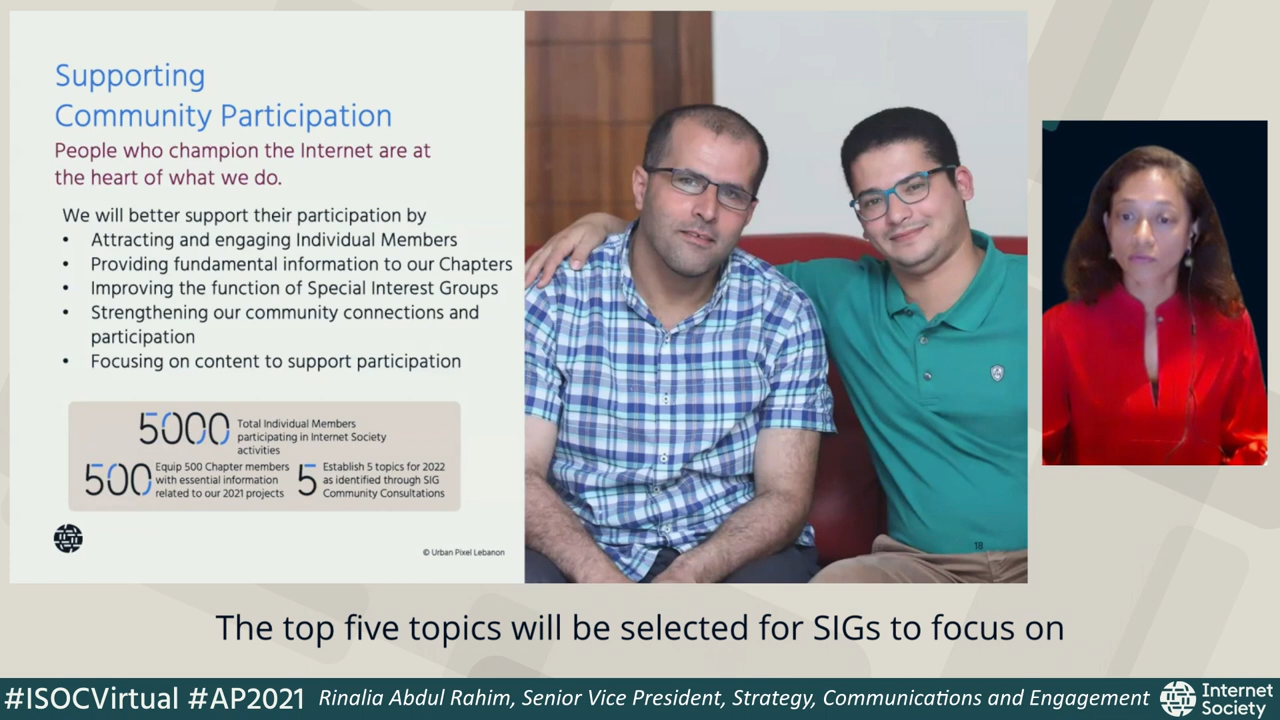 Supporting
Community Participation
People who champion the Internet are at
the heart of what we do.
We will better support their participation by
• Attracting and engaging Individual Members
• Providing fundamental information to our Chapters
• Improving the function of Special Interest Groups
• Strengthening our community connections and
participation
• Focusing on content to support participation
5000 Total Individual Members
participating in Internet Society
activities
500 Equip 500 Chapter members
with essential information
related to our 2021 projects
5 Establish 5 topics for 2022
as identified through SIG
Community Consultations
© Urban Pixel Lebanon
18
The top five topics will be selected for SIGs to focus on
#ISOCVirtual #AP2021 Rinalia Abdul Rahim, Senior Vice President, Strategy, Communications and Engagement
Internet
Society